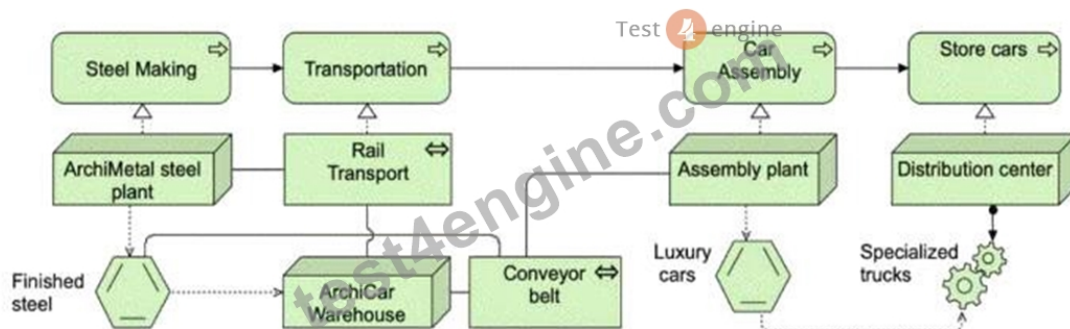 Test engine
Steel Making
Transportation
Car
Assembly
Store cars
ArchiMetal steel
plant
Rail
Transport
Assembly plant
Distribution center
Finished
steel
ArchiCar
Warehouse
Conveyor
belt
Luxury
cars
Specialized
trucks
test4engine.com